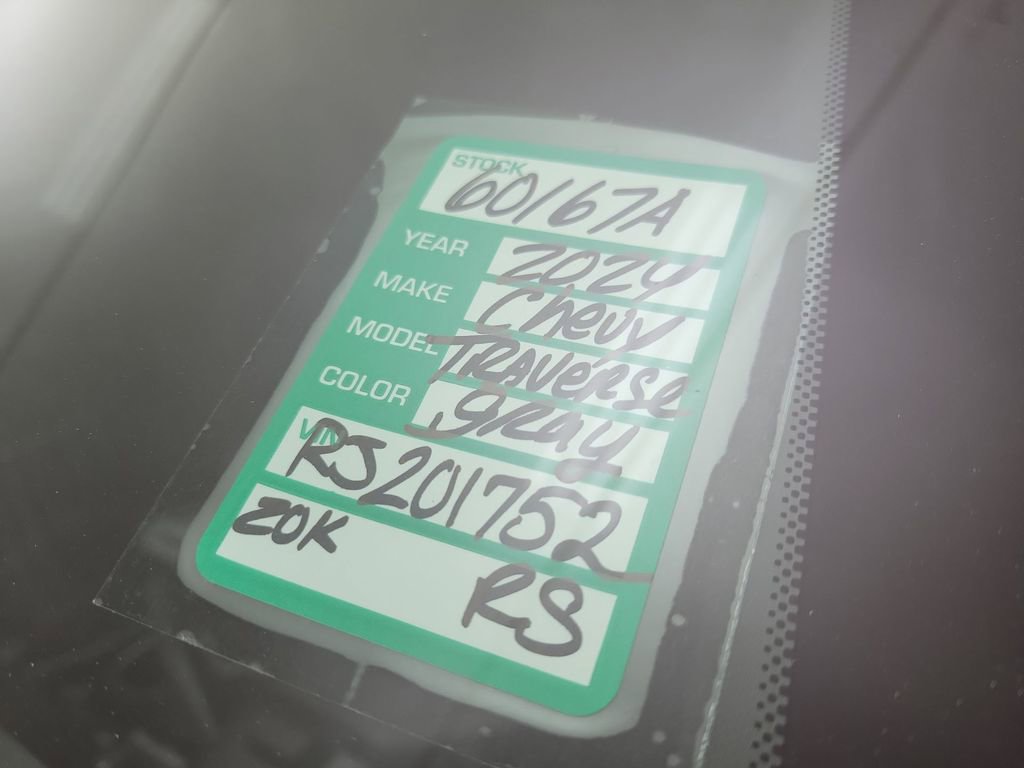 STOCK
60167A
YEAR 2024
MAKE Chevy
MODEL TRAVERSE
COLOR gray
VIN
RS201752
20K
RS